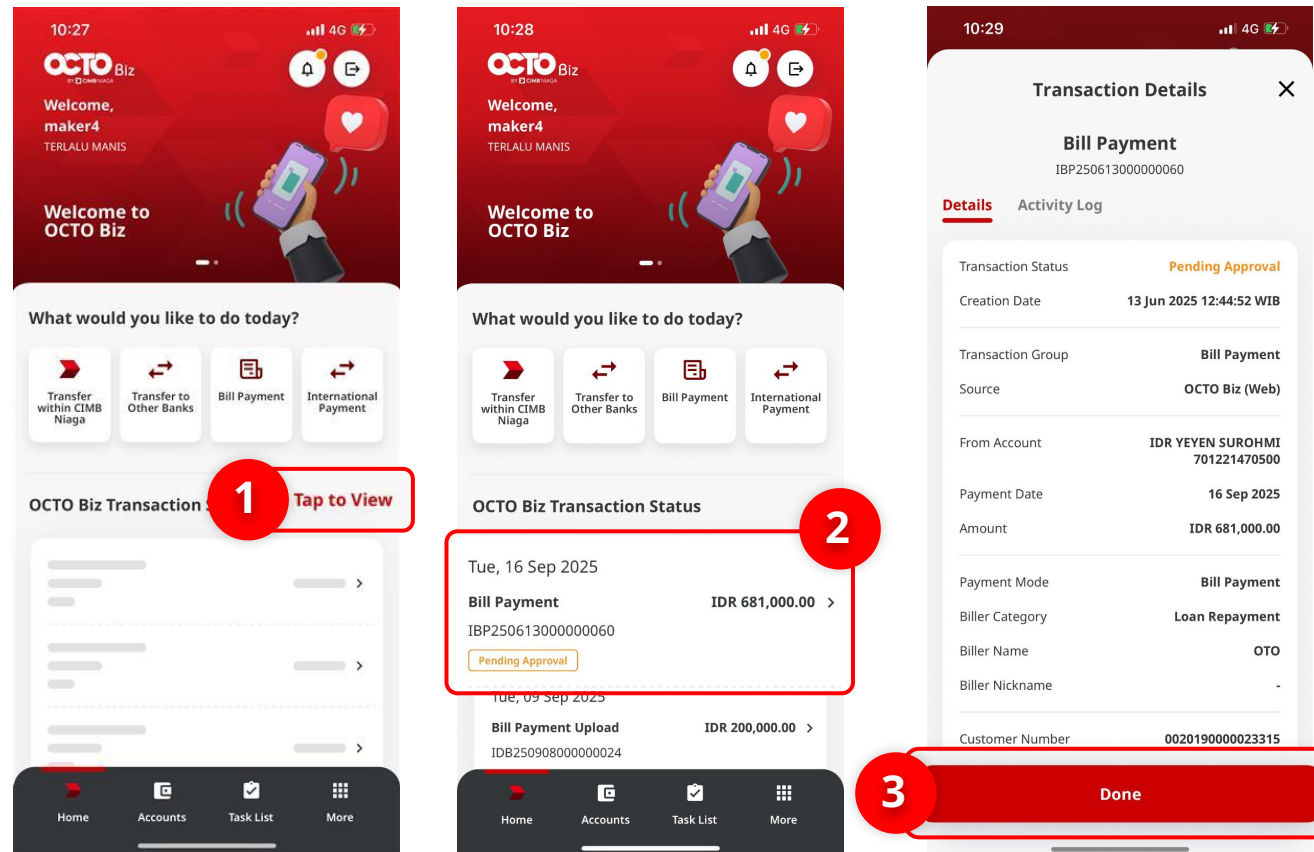 10:27
4G
OCTO Biz
BY CIMB NIAGA
Welcome,
maker4
TERLALU MANIS
Welcome to
OCTO Biz
What would you like to do today?
Transfer
within CIMB
Niaga
Transfer to
Other Banks
Bill Payment
International
Payment
OCTO Biz Transaction
1
Tap to View
Home
Accounts
Task List
More
10:28
4G
OCTO Biz
BY CIMB NIAGA
Welcome,
maker4
TERLALU MANIS
Welcome to
OCTO Biz
What would you like to do today?
Transfer
within CIMB
Niaga
Transfer to
Other Banks
Bill Payment
International
Payment
OCTO Biz Transaction Status
2
Tue, 16 Sep 2025
Bill Payment IDR 681,000.00
IBP250613000000060
Pending Approval
Tue, 09 Sep 2025
Bill Payment Upload IDR 200,000.00
IDB250908000000024
Home
Accounts
Task List
More
10:29
4G
Transaction Details
Bill Payment
IBP250613000000060
Details Activity Log
Transaction Status Pending Approval
Creation Date 13 Jun 2025 12:44:52 WIB
Transaction Group Bill Payment
Source OCTO Biz (Web)
From Account IDR YEYEN SUROHMI
701221470500
Payment Date 16 Sep 2025
Amount IDR 681,000.00
Payment Mode Bill Payment
Biller Category Loan Repayment
Biller Name OTO
Biller Nickname -
Customer Number 0020190000023315
3
Done